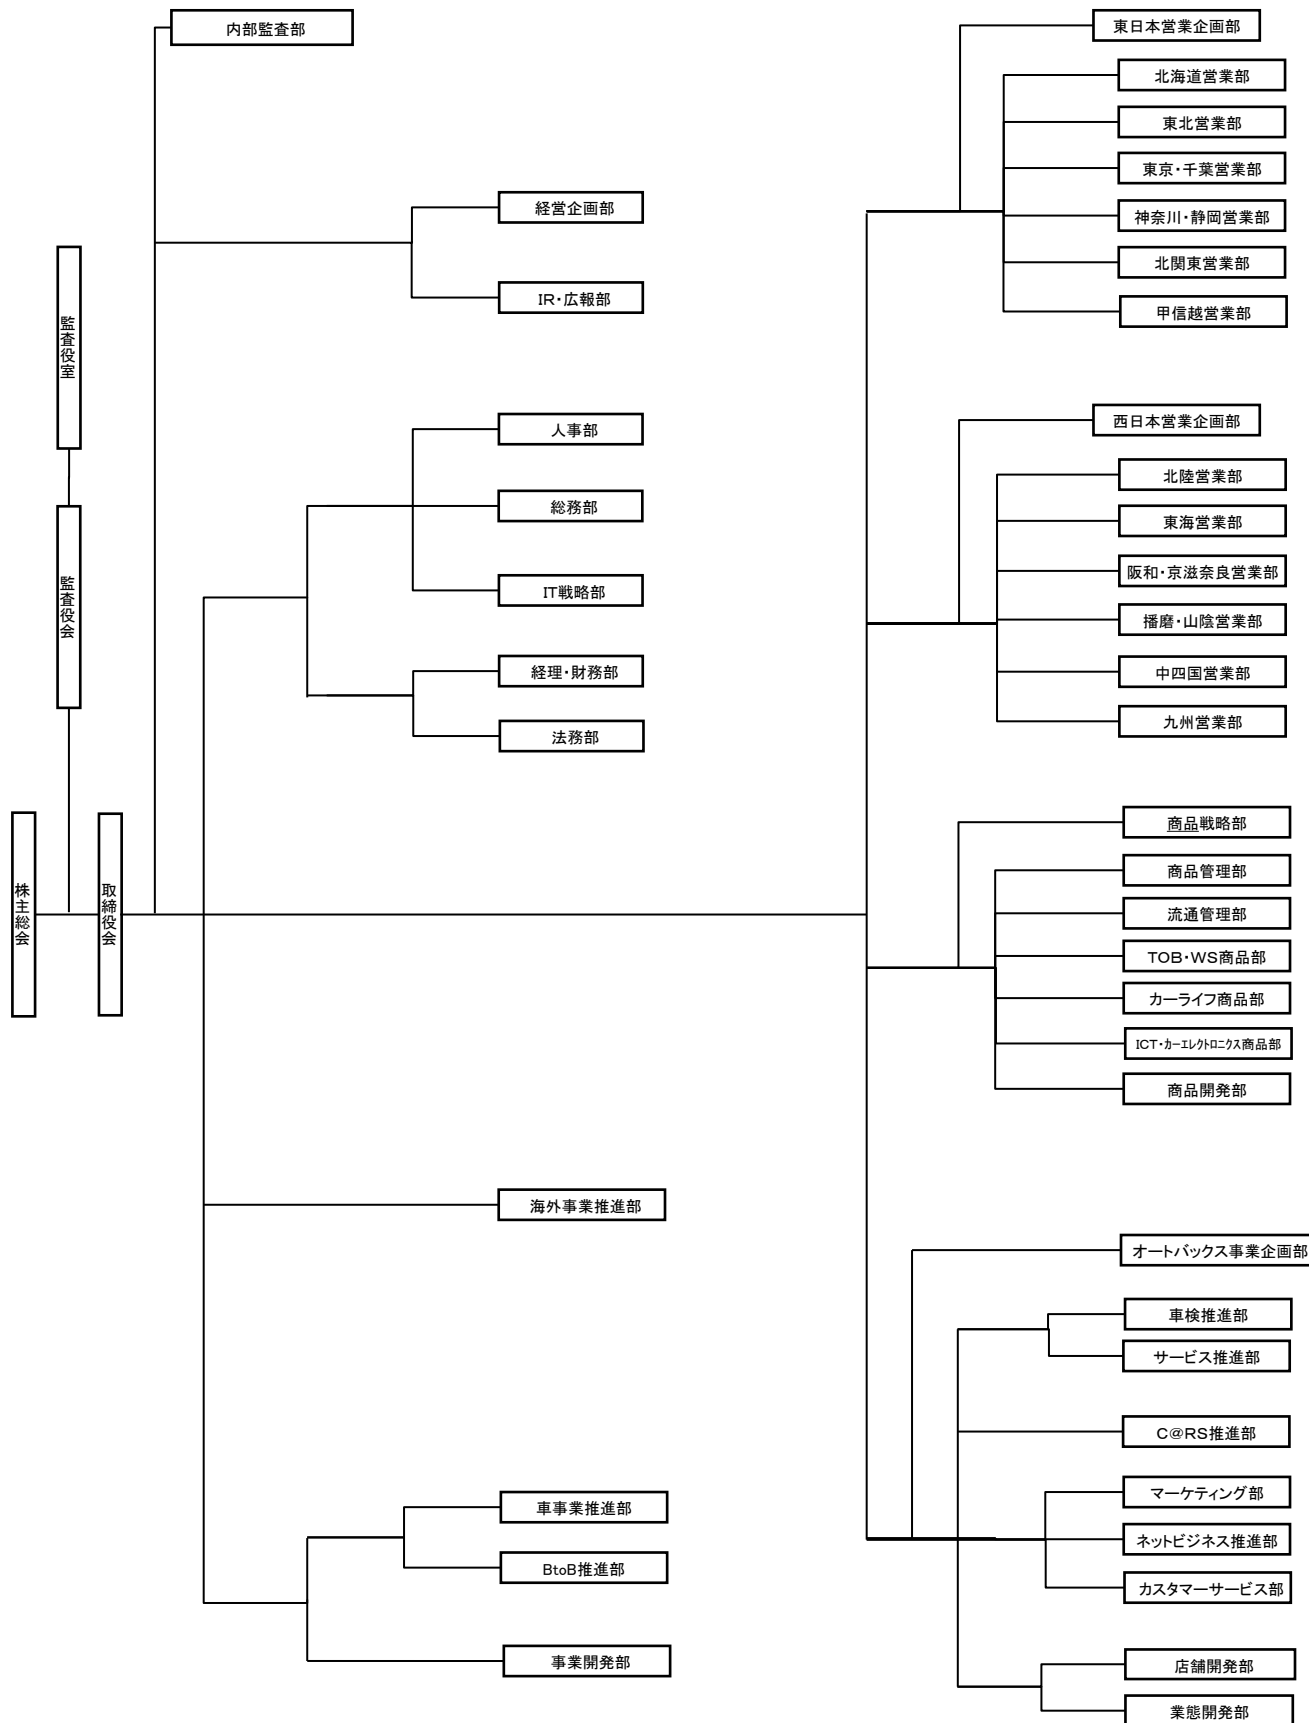 内部監査部
経営企画部
IR・広報部
監査役室
人事部
総務部
IT戦略部
監査役会
経理・財務部
法務部
株主総会
取締役会
海外事業推進部
車事業推進部
BtoB推進部
事業開発部
東日本営業企画部
北海道営業部
東北営業部
東京・千葉営業部
神奈川・静岡営業部
北関東営業部
甲信越営業部
西日本営業企画部
北陸営業部
東海営業部
阪和・京滋奈良営業部
播磨・山陰営業部
中四国営業部
九州営業部
商品戦略部
商品管理部
流通管理部
TOB・WS商品部
カーライフ商品部
ICT・カーエレクトロニクス商品部
商品開発部
オートバックス事業企画部
車検推進部
サービス推進部
C@RS推進部
マーケティング部
ネットビジネス推進部
カスタマーサービス部
店舗開発部
業態開発部